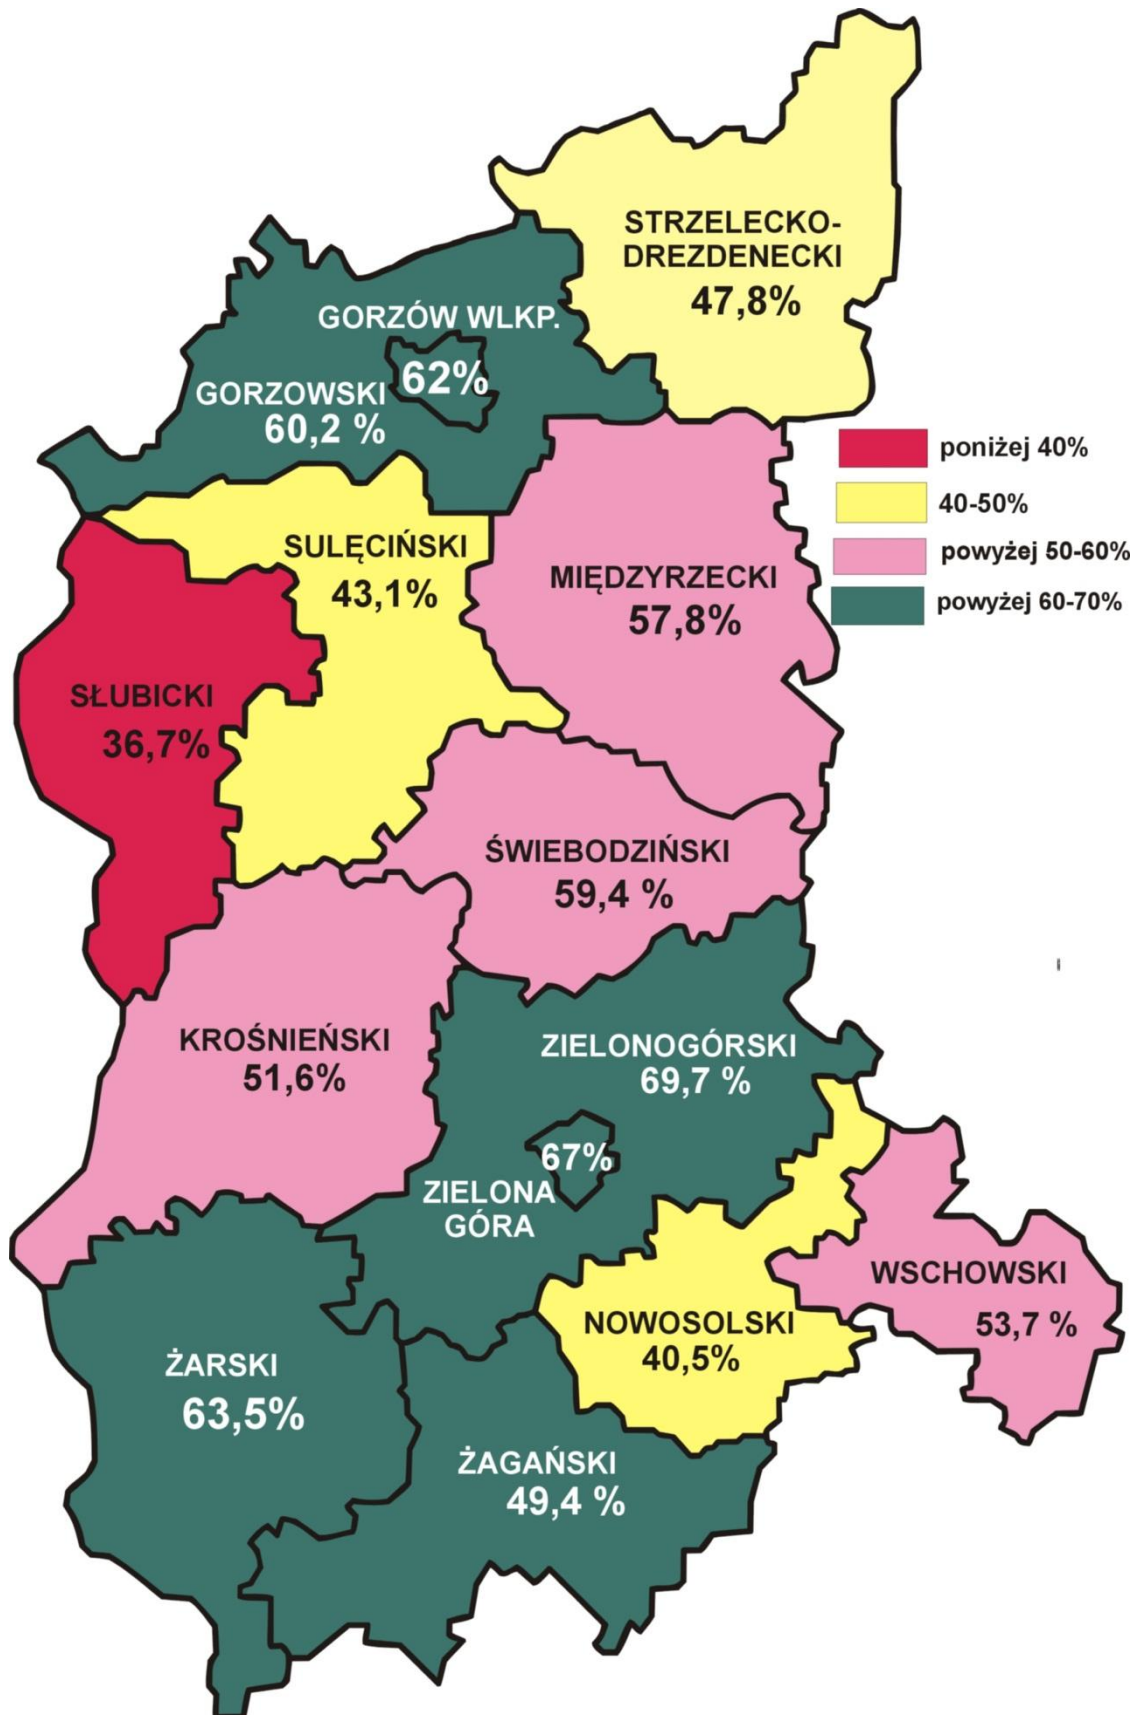 STRZELECKO-
DREZDENECKI
47,8%
GORZÓW WLKP.
62%
GORZOWSKI
60,2 %
poniżej 40%
40-50%
powyżej 50-60%
powyżej 60-70%
SULĘCIŃSKI
43,1%
MIĘDZYRZECKI
57,8%
SŁUBICKI
36,7%
ŚWIEBODZIŃSKI
59,4 %
KROŚNIEŃSKI
51,6%
ZIELONOGÓRSKI
69,7 %
67%
ZIELONA
GÓRA
WSCHOWSKI
53,7 %
NOWOSOLSKI
40,5%
ŻARSKI
63,5%
ŻAGAŃSKI
49,4 %